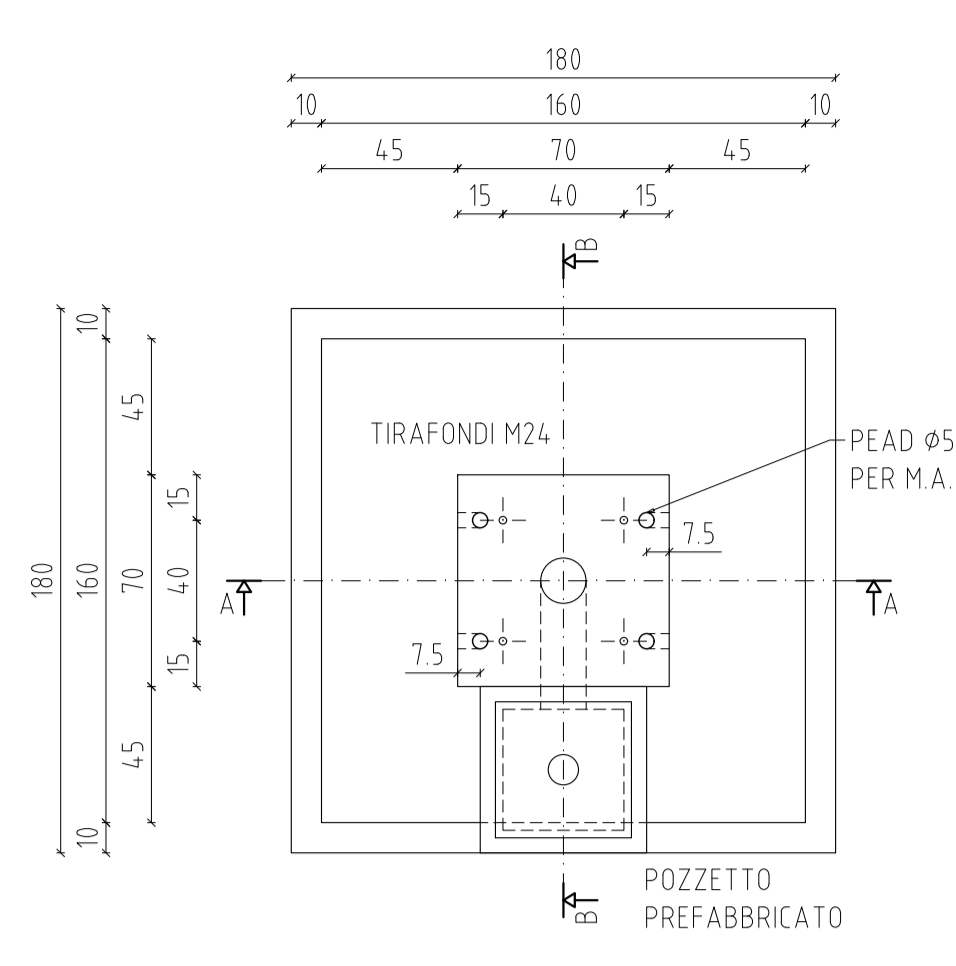 180
10 160 10
45 70 45
15 40 15
B
10
45
TIRAFONDI M24
PEAD Ø5
PER M.A.
15
7.5
180 160 70 40
A A
7.5
15
45
10
POZZETTO
PREFABBRICATO
B